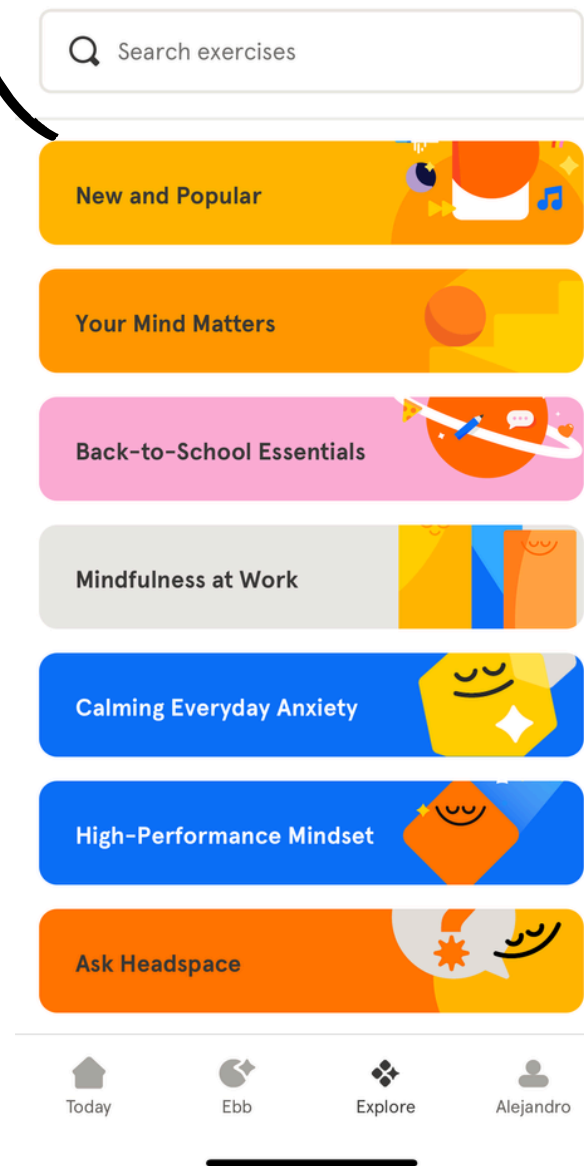 Search exercises
New and Popular
Your Mind Matters
Back-to-School Essentials
Mindfulness at Work
Calming Everyday Anxiety
High-Performance Mindset
Ask Headspace
Today
Ebb
Explore
Alejandro